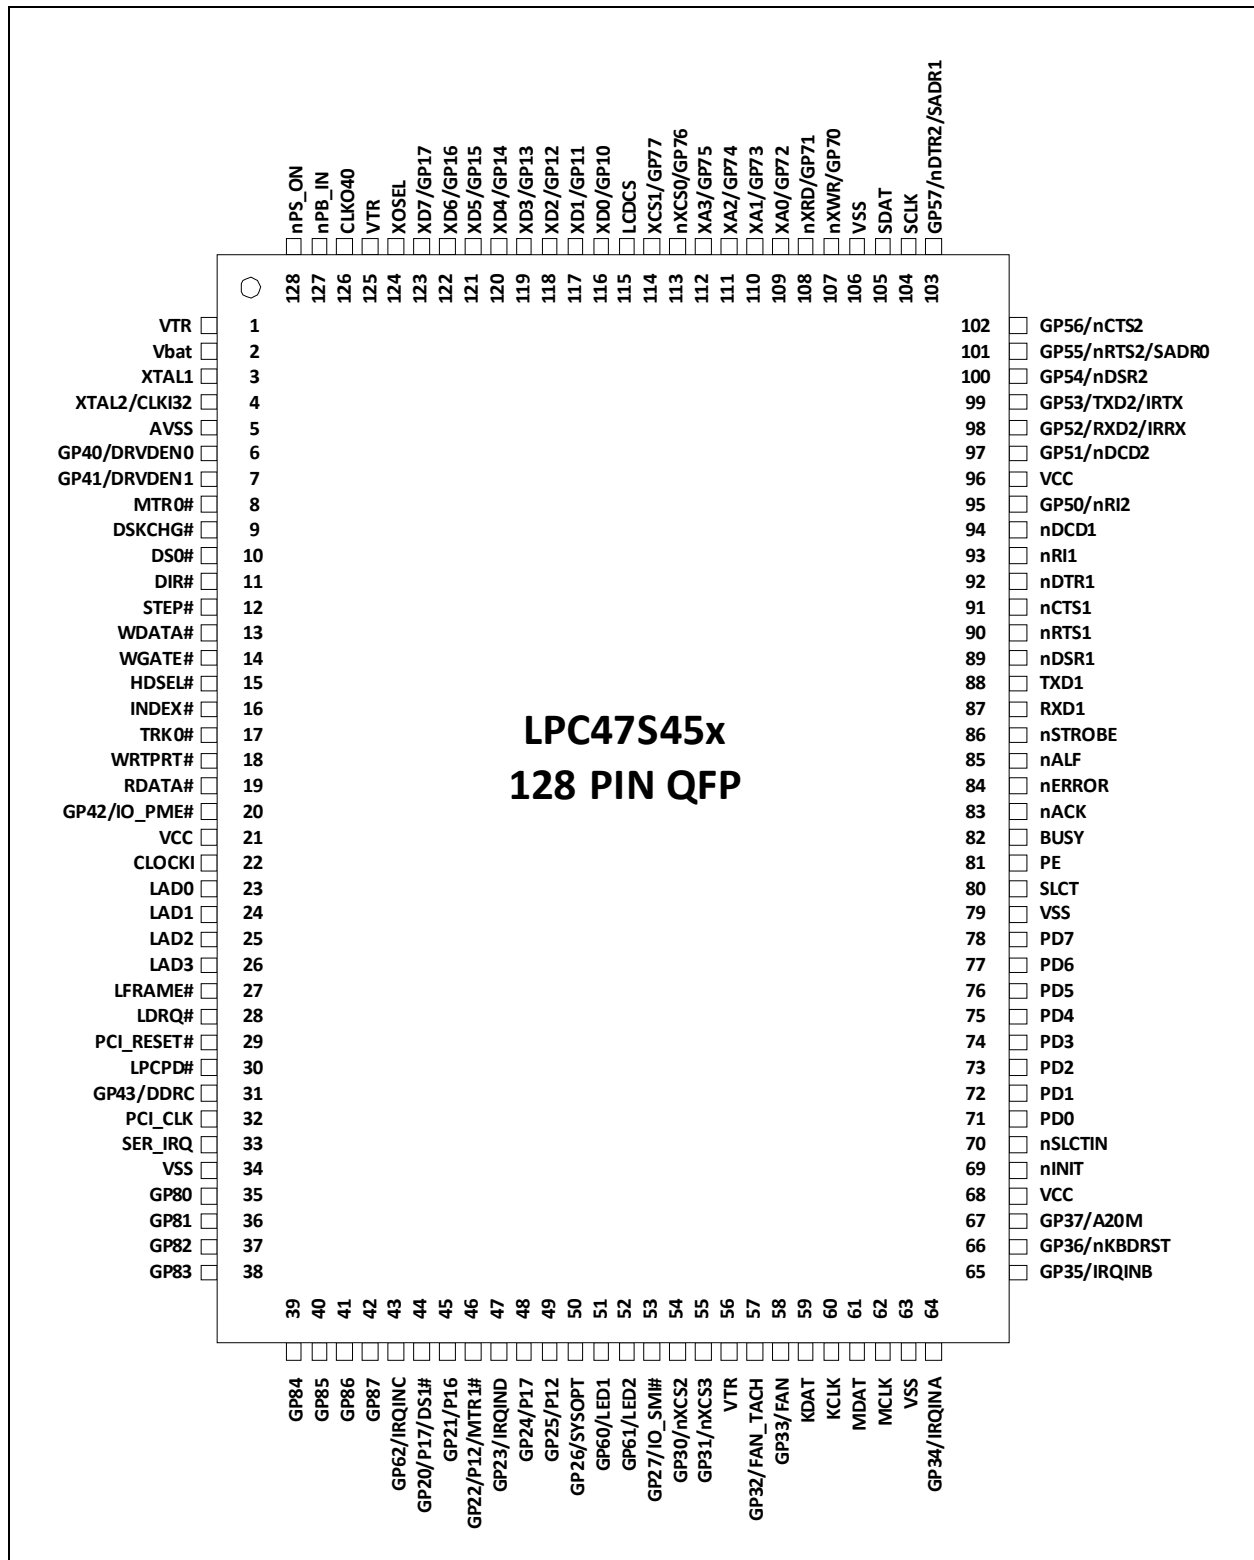 nPS_ON
nPB_IN
CLKO40
VTR
XOSEL
XD7/GP17
XD6/GP16
XD5/GP15
XD4/GP14
XD3/GP13
XD2/GP12
XD1/GP11
XD0/GP10
LCDCS
XCS1/GP77
nXCS0/GP76
XA3/GP75
XA2/GP74
XA1/GP73
XA0/GP72
nXRD/GP71
nXWR/GP70
VSS
SDAT
SCLK
GP57/nDTR2/SADR1
128
127
126
125
124
123
122
121
120
119
118
117
116
115
114
113
112
111
110
109
108
107
106
105
104
103
VTR 1 102 GP56/nCTS2
Vbat 2 101 GP55/nRTS2/SADR0
XTAL1 3 100 GP54/nDSR2
XTAL2/CLKI32 4 99 GP53/TXD2/IRTX
AVSS 5 98 GP52/RXD2/IRRX
GP40/DRVDEN0 6 97 GP51/nDCD2
GP41/DRVDEN1 7 96 VCC
MTR0# 8 95 GP50/nRI2
DSKCHG# 9 94 nDCD1
DS0# 10 93 nRI1
DIR# 11 92 nDTR1
STEP# 12 91 nCTS1
WDATA# 13 90 nRTS1
WGATE# 14 89 nDSR1
HDSEL# 15 88 TXD1
INDEX# 16 87 RXD1
TRK0# 17 86 nSTROBE
WRTPRT# 18 85 nALF
RDATA# 19 84 nERROR
GP42/IO_PME# 20 83 nACK
VCC 21 82 BUSY
CLOCKI 22 81 PE
LAD0 23 80 SLCT
LAD1 24 79 VSS
LAD2 25 78 PD7
LAD3 26 77 PD6
LFRAME# 27 76 PD5
LDRQ# 28 75 PD4
PCI_RESET# 29 74 PD3
LPCPD# 30 73 PD2
GP43/DDRC 31 72 PD1
PCI_CLK 32 71 PD0
SER_IRQ 33 70 nSLCTIN
VSS 34 69 nINIT
GP80 35 68 VCC
GP81 36 67 GP37/A20M
GP82 37 66 GP36/nKBDRST
GP83 38 65 GP35/IRQINB
LPC47S45x
128 PIN QFP
39
40
41
42
43
44
45
46
47
48
49
50
51
52
53
54
55
56
57
58
59
60
61
62
63
64
GP84
GP85
GP86
GP87
GP62/IRQINC
GP20/P17/DS1#
GP21/P16
GP22/P12/MTR1#
GP23/IRQIND
GP24/P17
GP25/P12
GP26/SYSOPT
GP60/LED1
GP61/LED2
GP27/IO_SMI#
GP30/nXCS2
GP31/nXCS3
VTR
GP32/FAN_TACH
GP33/FAN
KDAT
KCLK
MDAT
MCLK
VSS
GP34/IRQINA